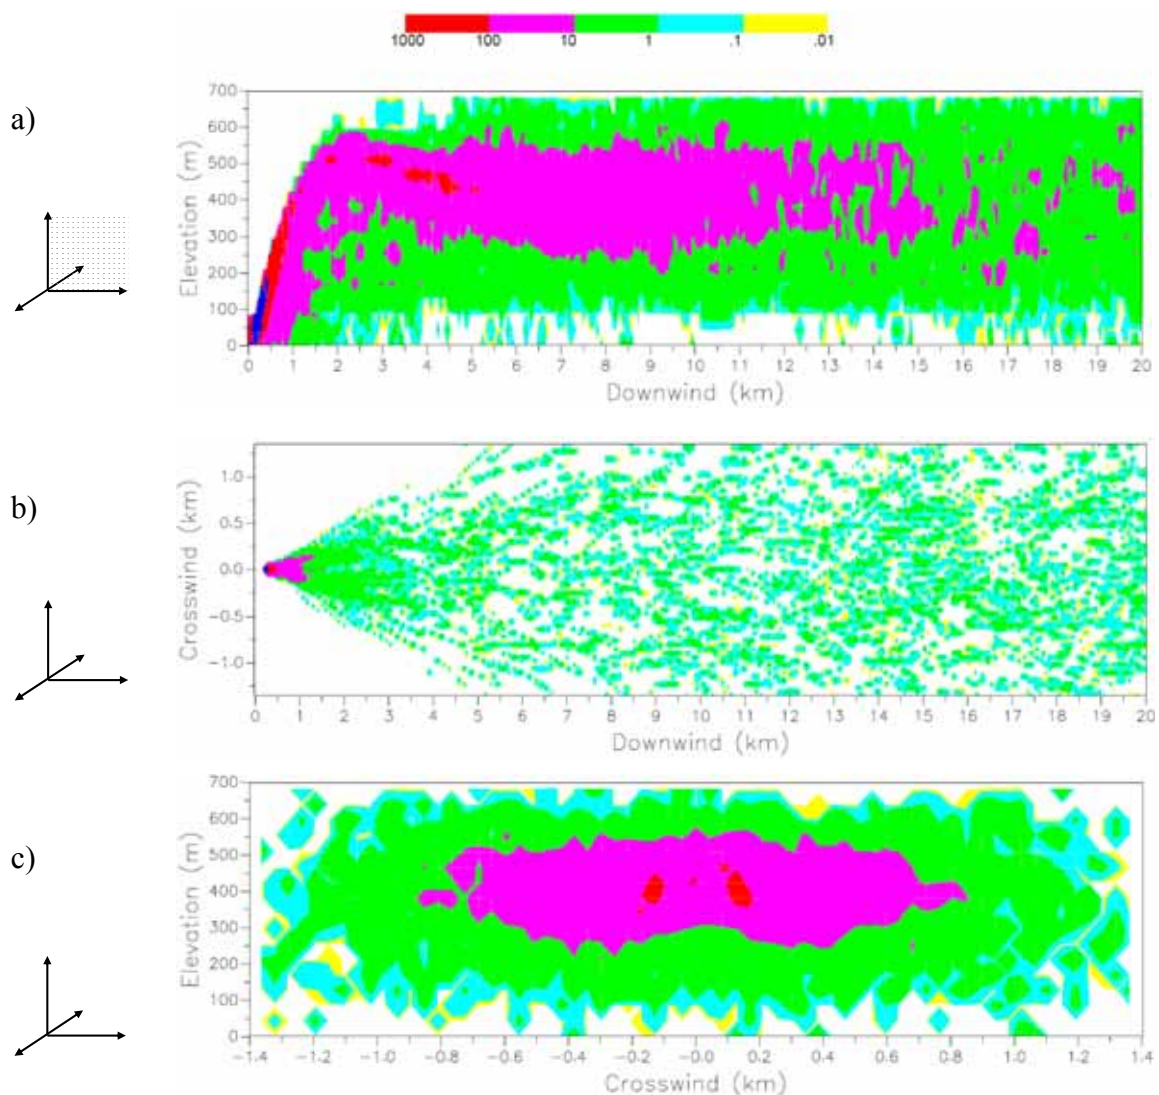 1000 100 10 1 .1 .01
a)
Elevation (m)
700
600
500
400
300
200
100
0
0 1 2 3 4 5 6 7 8 9 10 11 12 13 14 15 16 17 18 19 20
Downwind (km)
b)
Crosswind (km)
1.0
0.5
0.0
-0.5
-1.0
0 1 2 3 4 5 6 7 8 9 10 11 12 13 14 15 16 17 18 19 20
Downwind (km)
c)
Elevation (m)
700
600
500
400
300
200
100
0
-1.4 -1.2 -1.0 -0.8 -0.6 -0.4 -0.2 -0.0 0.2 0.4 0.6 0.8 1.0 1.2 1.4
Crosswind (km)